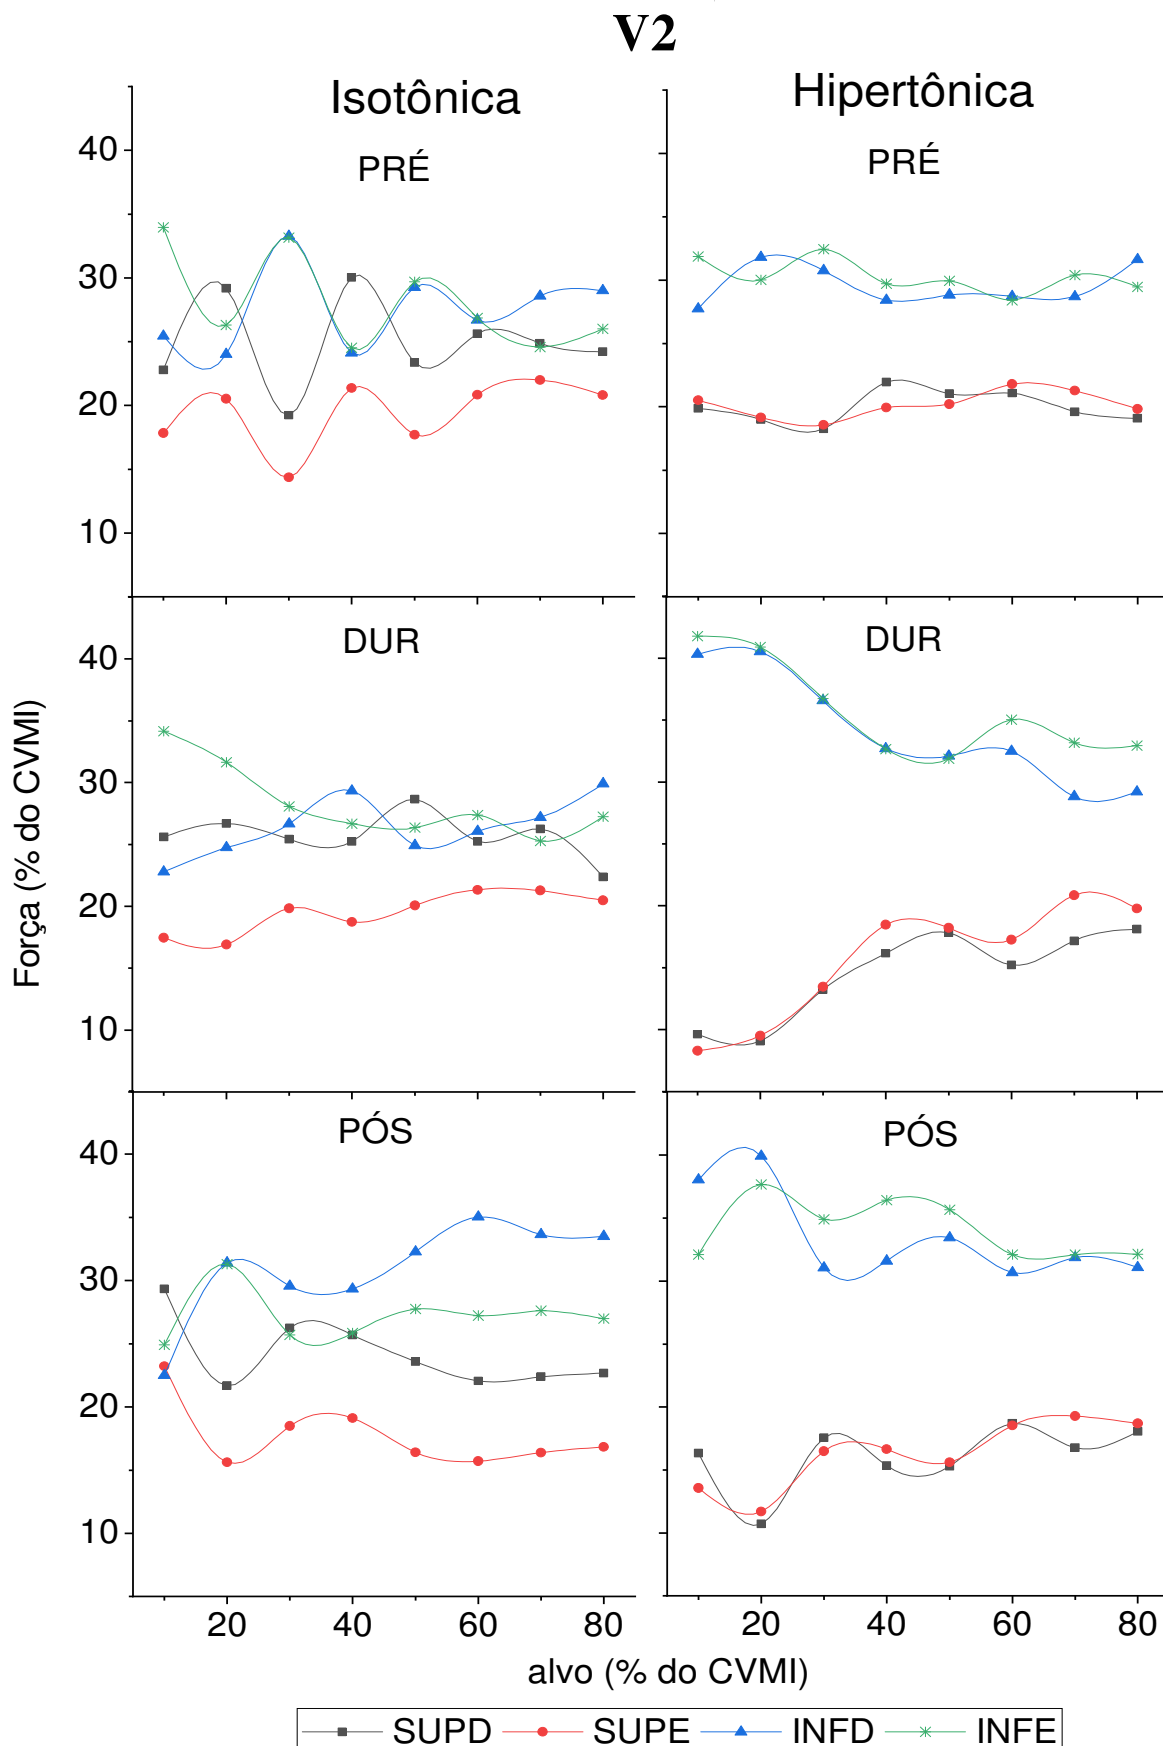 V2
Isotônica
Hipertônica
PRÉ
PRÉ
40
30
20
10
DUR
DUR
40
30
20
10
PÓS
PÓS
40
30
20
10
Força (% do CVMI)
20 40 60 80
20 40 60 80
alvo (% do CVMI)
SUPD SUPE INFD INFE